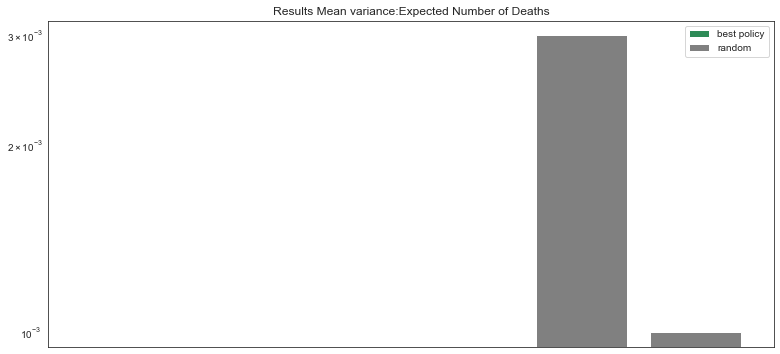 Results Mean variance:Expected Number of Deaths
best policy
random
3 × 10⁻³
2 × 10⁻³
10⁻³